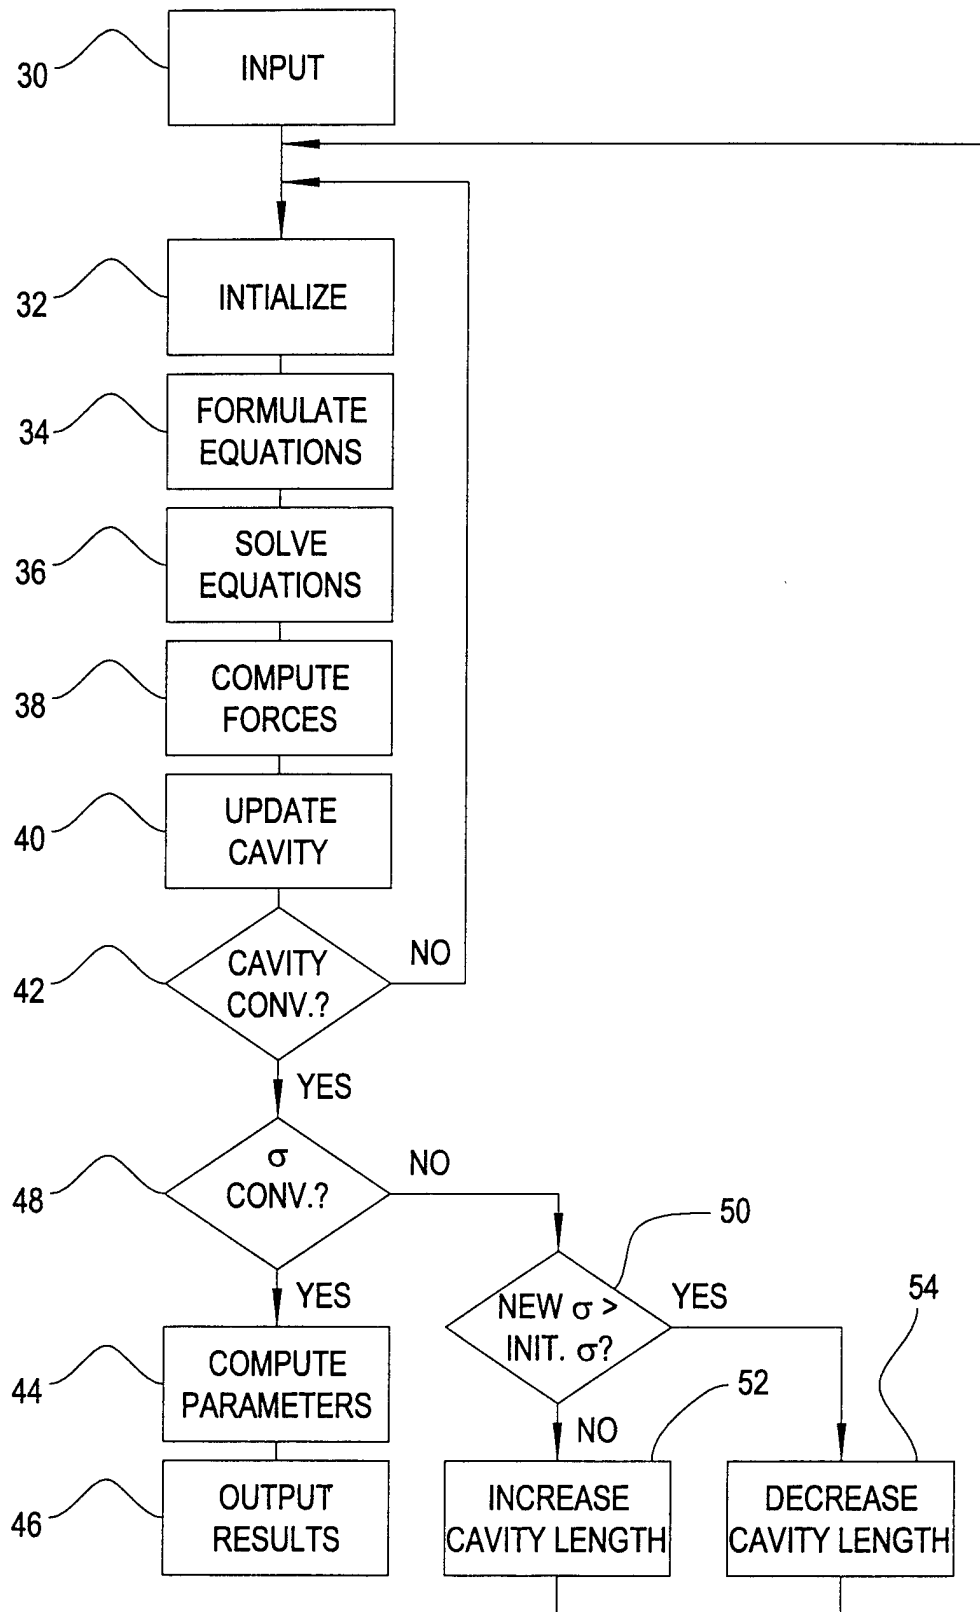 30
INPUT
32
INTIALIZE
34
FORMULATE
EQUATIONS
36
SOLVE
EQUATIONS
38
COMPUTE
FORCES
40
UPDATE
CAVITY
42
CAVITY
CONV.?
NO
YES
48
σ
CONV.?
NO
YES
50
NEW σ >
INIT. σ?
YES
NO
44
COMPUTE
PARAMETERS
52
54
46
OUTPUT
RESULTS
INCREASE
CAVITY LENGTH
DECREASE
CAVITY LENGTH